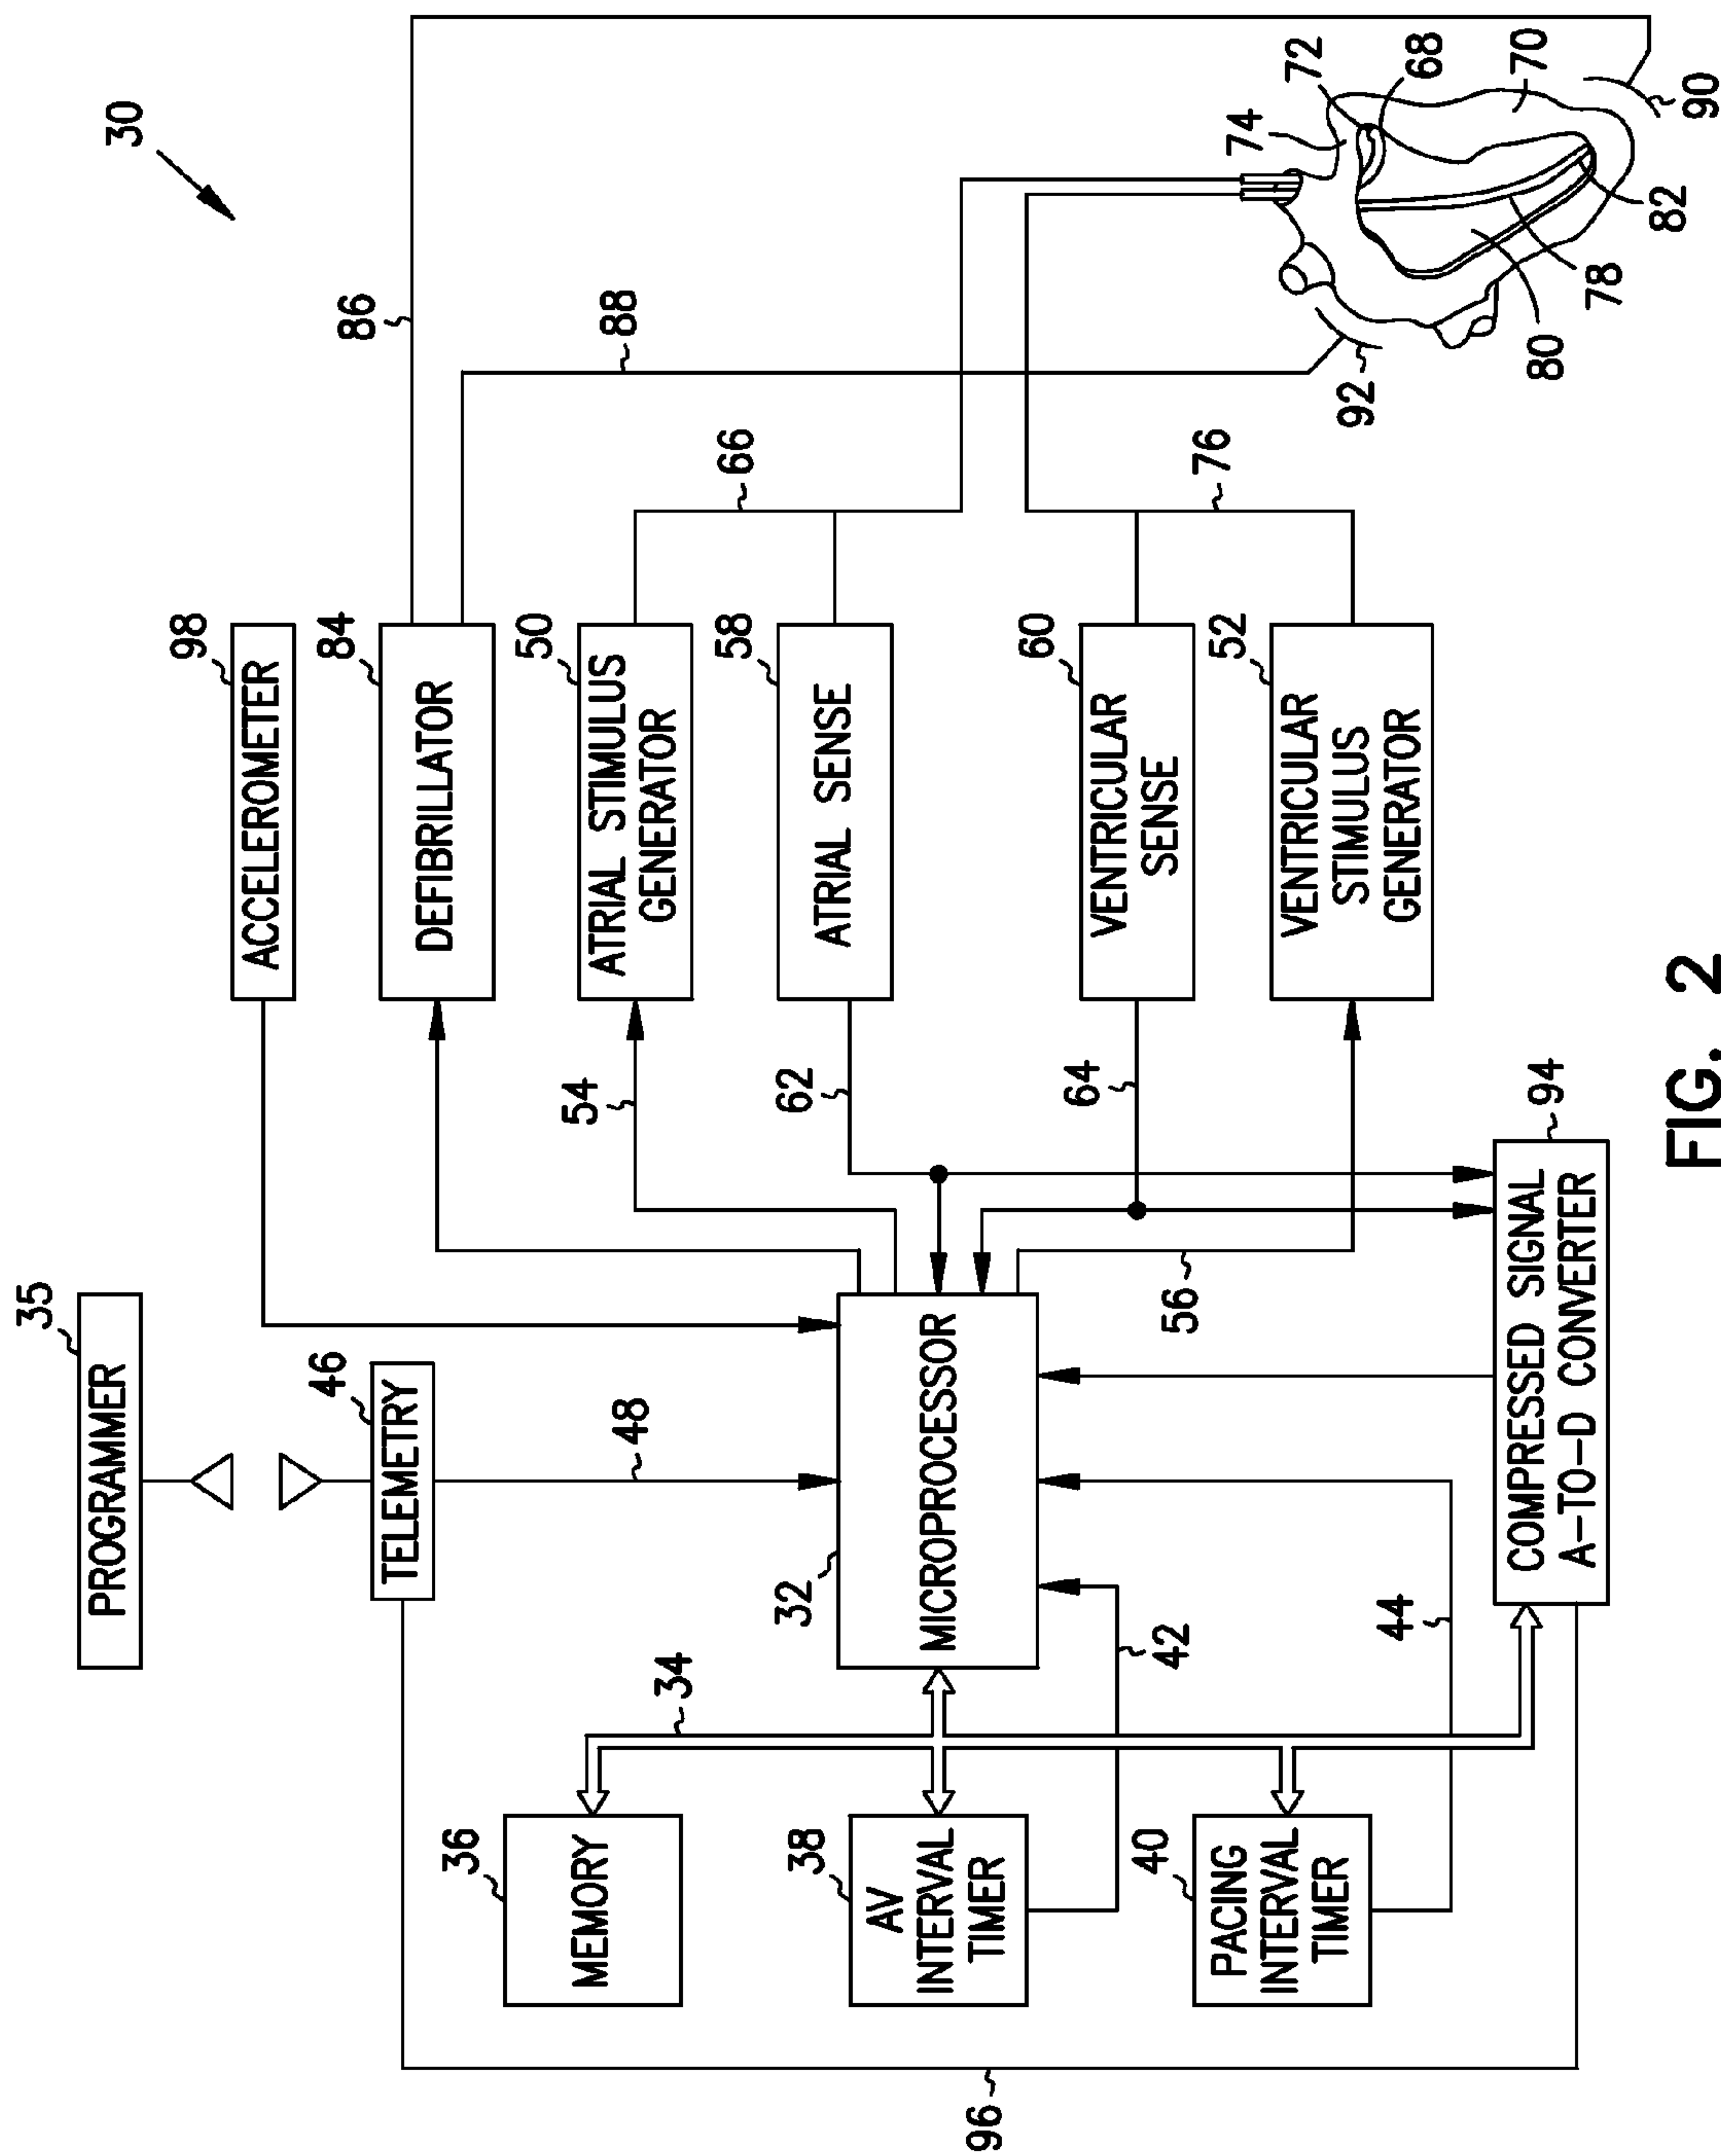 30
35
PROGRAMMER
46
TELEMETRY
48
98
ACCELEROMETER
84
DEFIBRILLATOR
86
88
50
ATRIAL STIMULUS
GENERATOR
54
66
58
ATRIAL SENSE
62
60
VENTRICULAR
SENSE
64
52
VENTRICULAR
STIMULUS
GENERATOR
56
76
32
MICROPROCESSOR
34
36
MEMORY
38
AV
INTERVAL
TIMER
42
40
PACING
INTERVAL
TIMER
44
94
COMPRESSED SIGNAL
A-TO-D CONVERTER
96
74
72
68
70
90
92
80
78
82
FIG. 2